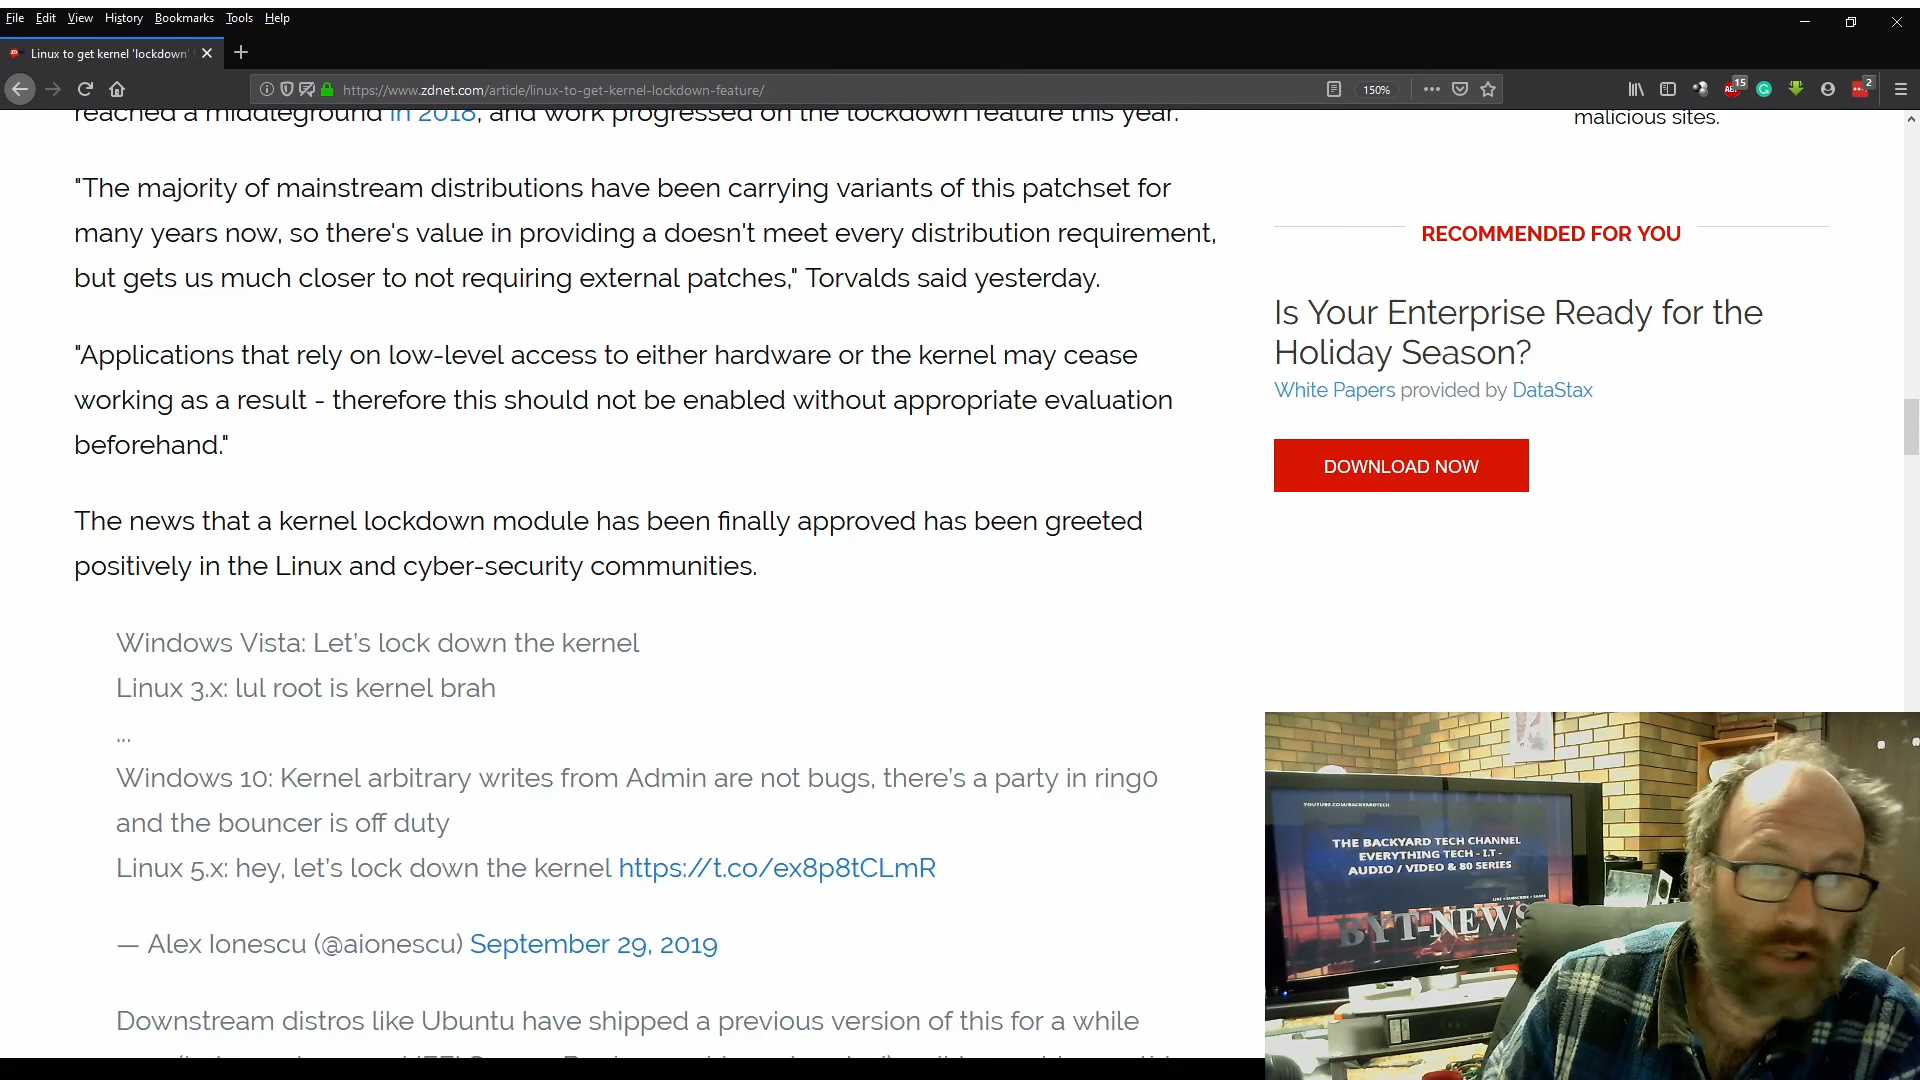 File Edit View History Bookmarks Tools Help
Linux to get kernel 'lockdown'
https://www.zdnet.com/article/linux-to-get-kernel-lockdown-feature/
150%
15
2
reached a middleground in 2018, and work progressed on the lockdown feature this year.
malicious sites.
"The majority of mainstream distributions have been carrying variants of this patchset for
many years now, so there's value in providing a doesn't meet every distribution requirement,
but gets us much closer to not requiring external patches," Torvalds said yesterday.
"Applications that rely on low-level access to either hardware or the kernel may cease
working as a result - therefore this should not be enabled without appropriate evaluation
beforehand."
The news that a kernel lockdown module has been finally approved has been greeted
positively in the Linux and cyber-security communities.
Windows Vista: Let's lock down the kernel
Linux 3.x: lul root is kernel brah
...
Windows 10: Kernel arbitrary writes from Admin are not bugs, there's a party in ring0
and the bouncer is off duty
Linux 5.x: hey, let's lock down the kernel https://t.co/ex8p8tCLmR
— Alex Ionescu (@aionescu) September 29, 2019
Downstream distros like Ubuntu have shipped a previous version of this for a while
RECOMMENDED FOR YOU
Is Your Enterprise Ready for the
Holiday Season?
White Papers provided by DataStax
DOWNLOAD NOW
YOUTUBE.COM/BACKYARDTECH
THE BACKYARD TECH CHANNEL
EVERYTHING TECH - I.T -
AUDIO / VIDEO & 80 SERIES
LIKE • SUBSCRIBE • SHARE
BYT-NEWS
Pioneer